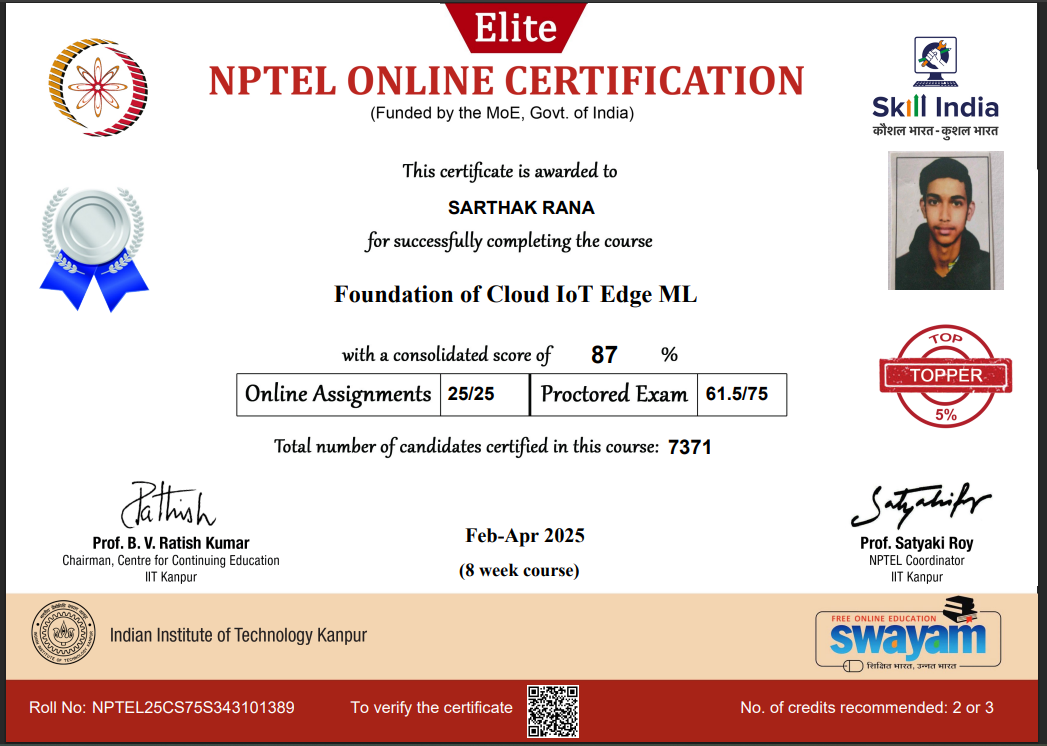 Elite
NPTEL ONLINE CERTIFICATION
(Funded by the MoE, Govt. of India)
Skill India
कौशल भारत - कुशल भारत
This certificate is awarded to
SARTHAK RANA
for successfully completing the course
Foundation of Cloud IoT Edge ML
with a consolidated score of 87 %
Online Assignments 25/25 Proctored Exam 61.5/75
TOP
TOPPER
5%
Total number of candidates certified in this course: 7371
Prof. B. V. Ratish Kumar
Chairman, Centre for Continuing Education
IIT Kanpur
Feb-Apr 2025
(8 week course)
Prof. Satyaki Roy
NPTEL Coordinator
IIT Kanpur
Indian Institute of Technology Kanpur
FREE ONLINE EDUCATION
swayam
शिक्षित भारत, उन्नत भारत
Roll No: NPTEL25CS75S343101389
To verify the certificate
No. of credits recommended: 2 or 3